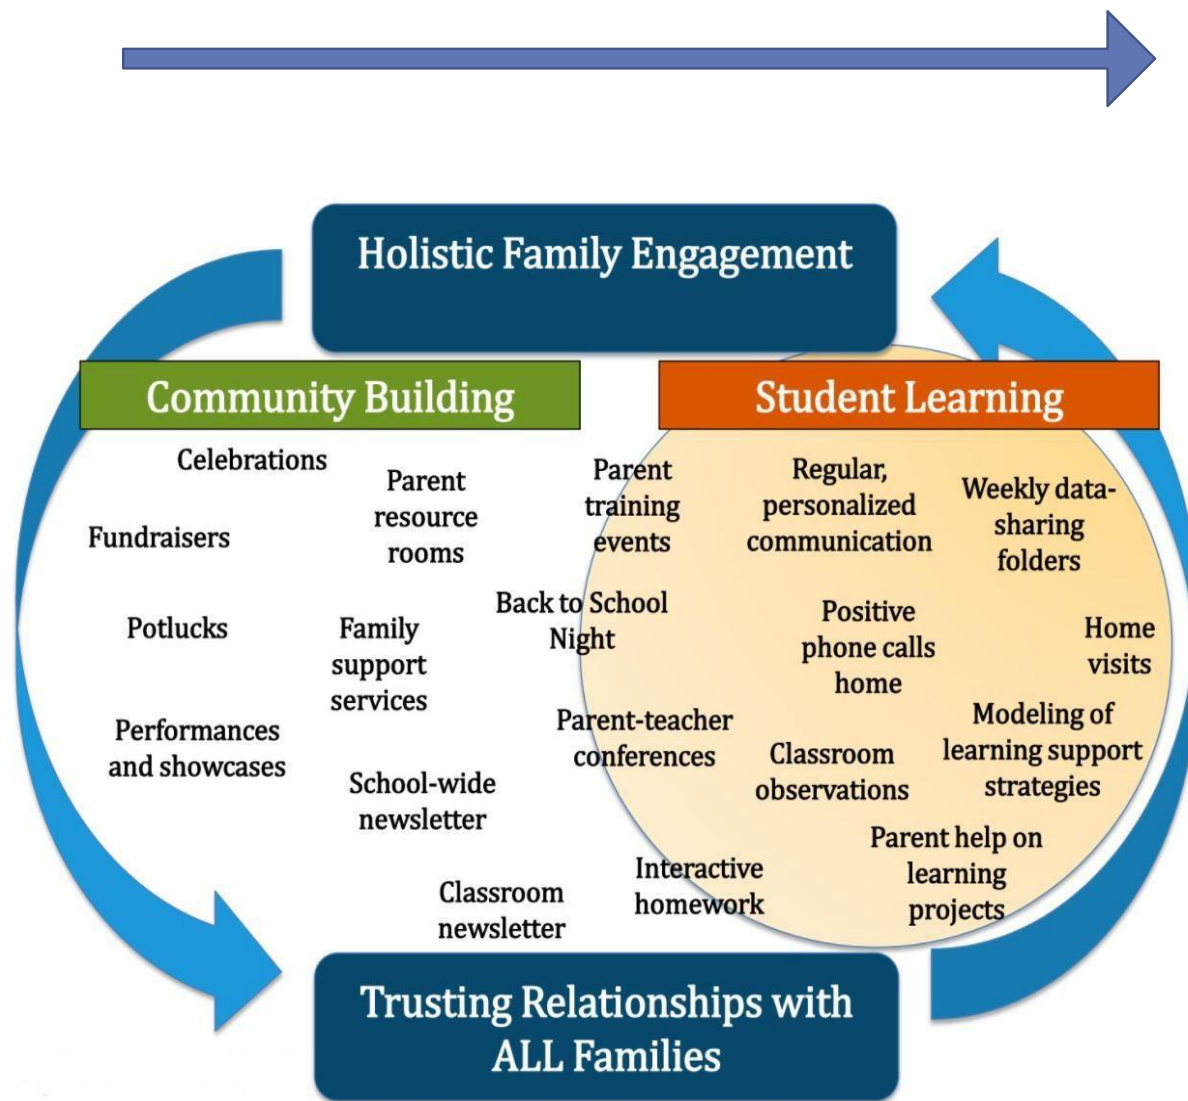 Holistic Family Engagement
Community Building
Student Learning
Celebrations
Parent
resource
rooms
Parent
training
events
Regular,
personalized
communication
Weekly data-
sharing
folders
Fundraisers
Back to School
Night
Potlucks
Family
support
services
Positive
phone calls
home
Home
visits
Performances
and showcases
Parent-teacher
conferences
Classroom
observations
Modeling of
learning support
strategies
School-wide
newsletter
Parent help on
learning
projects
Interactive
homework
Classroom
newsletter
Trusting Relationships with
ALL Families